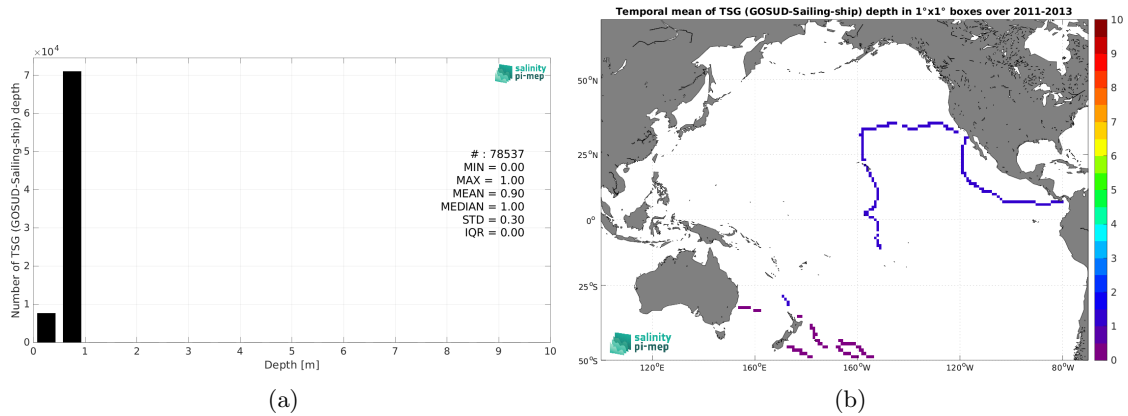 ×10⁴
7
6
5
4
3
2
1
0
Number of TSG (GOSUD-Sailing-ship) depth
salinity
pi-mep
# : 78537
MIN = 0.00
MAX = 1.00
MEAN = 0.90
MEDIAN = 1.00
STD = 0.30
IQR = 0.00
0 1 2 3 4 5 6 7 8 9 10
Depth [m]
(a)
Temporal mean of TSG (GOSUD-Sailing-ship) depth in 1°x1° boxes over 2011-2013
50°N
25°N
0°
25°S
50°S
salinity
pi-mep
120°E 160°E 160°W 120°W 80°W
10
9
8
7
6
5
4
3
2
1
0
(b)